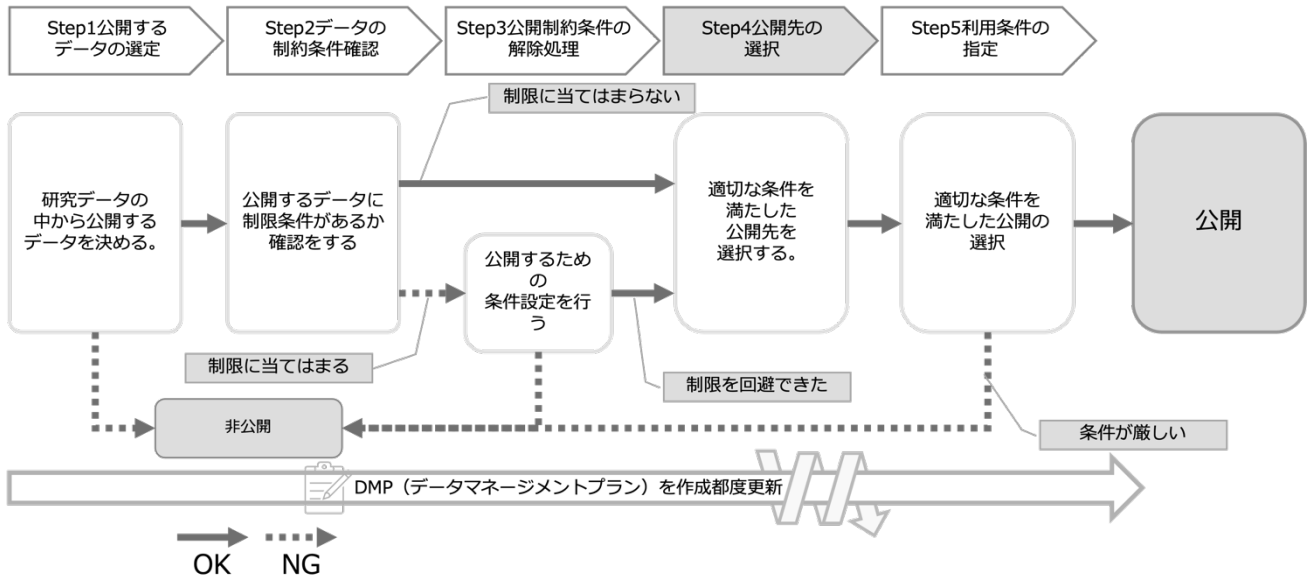 Step1公開する
データの選定
Step2データの
制約条件確認
Step3公開制約条件の
解除処理
Step4公開先の
選択
Step5利用条件の
指定
制限に当てはまらない
研究データの
中から公開する
データを決める。
公開するデータに
制限条件があるか
確認をする
公開するため
の
条件設定を行
う
適切な条件を
満たした
公開先を
選択する。
適切な条件を
満たした公開の
選択
公開
制限に当てはまる
制限を回避できた
非公開
条件が厳しい
DMP（データマネージメントプラン）を作成都度更新
OK
NG